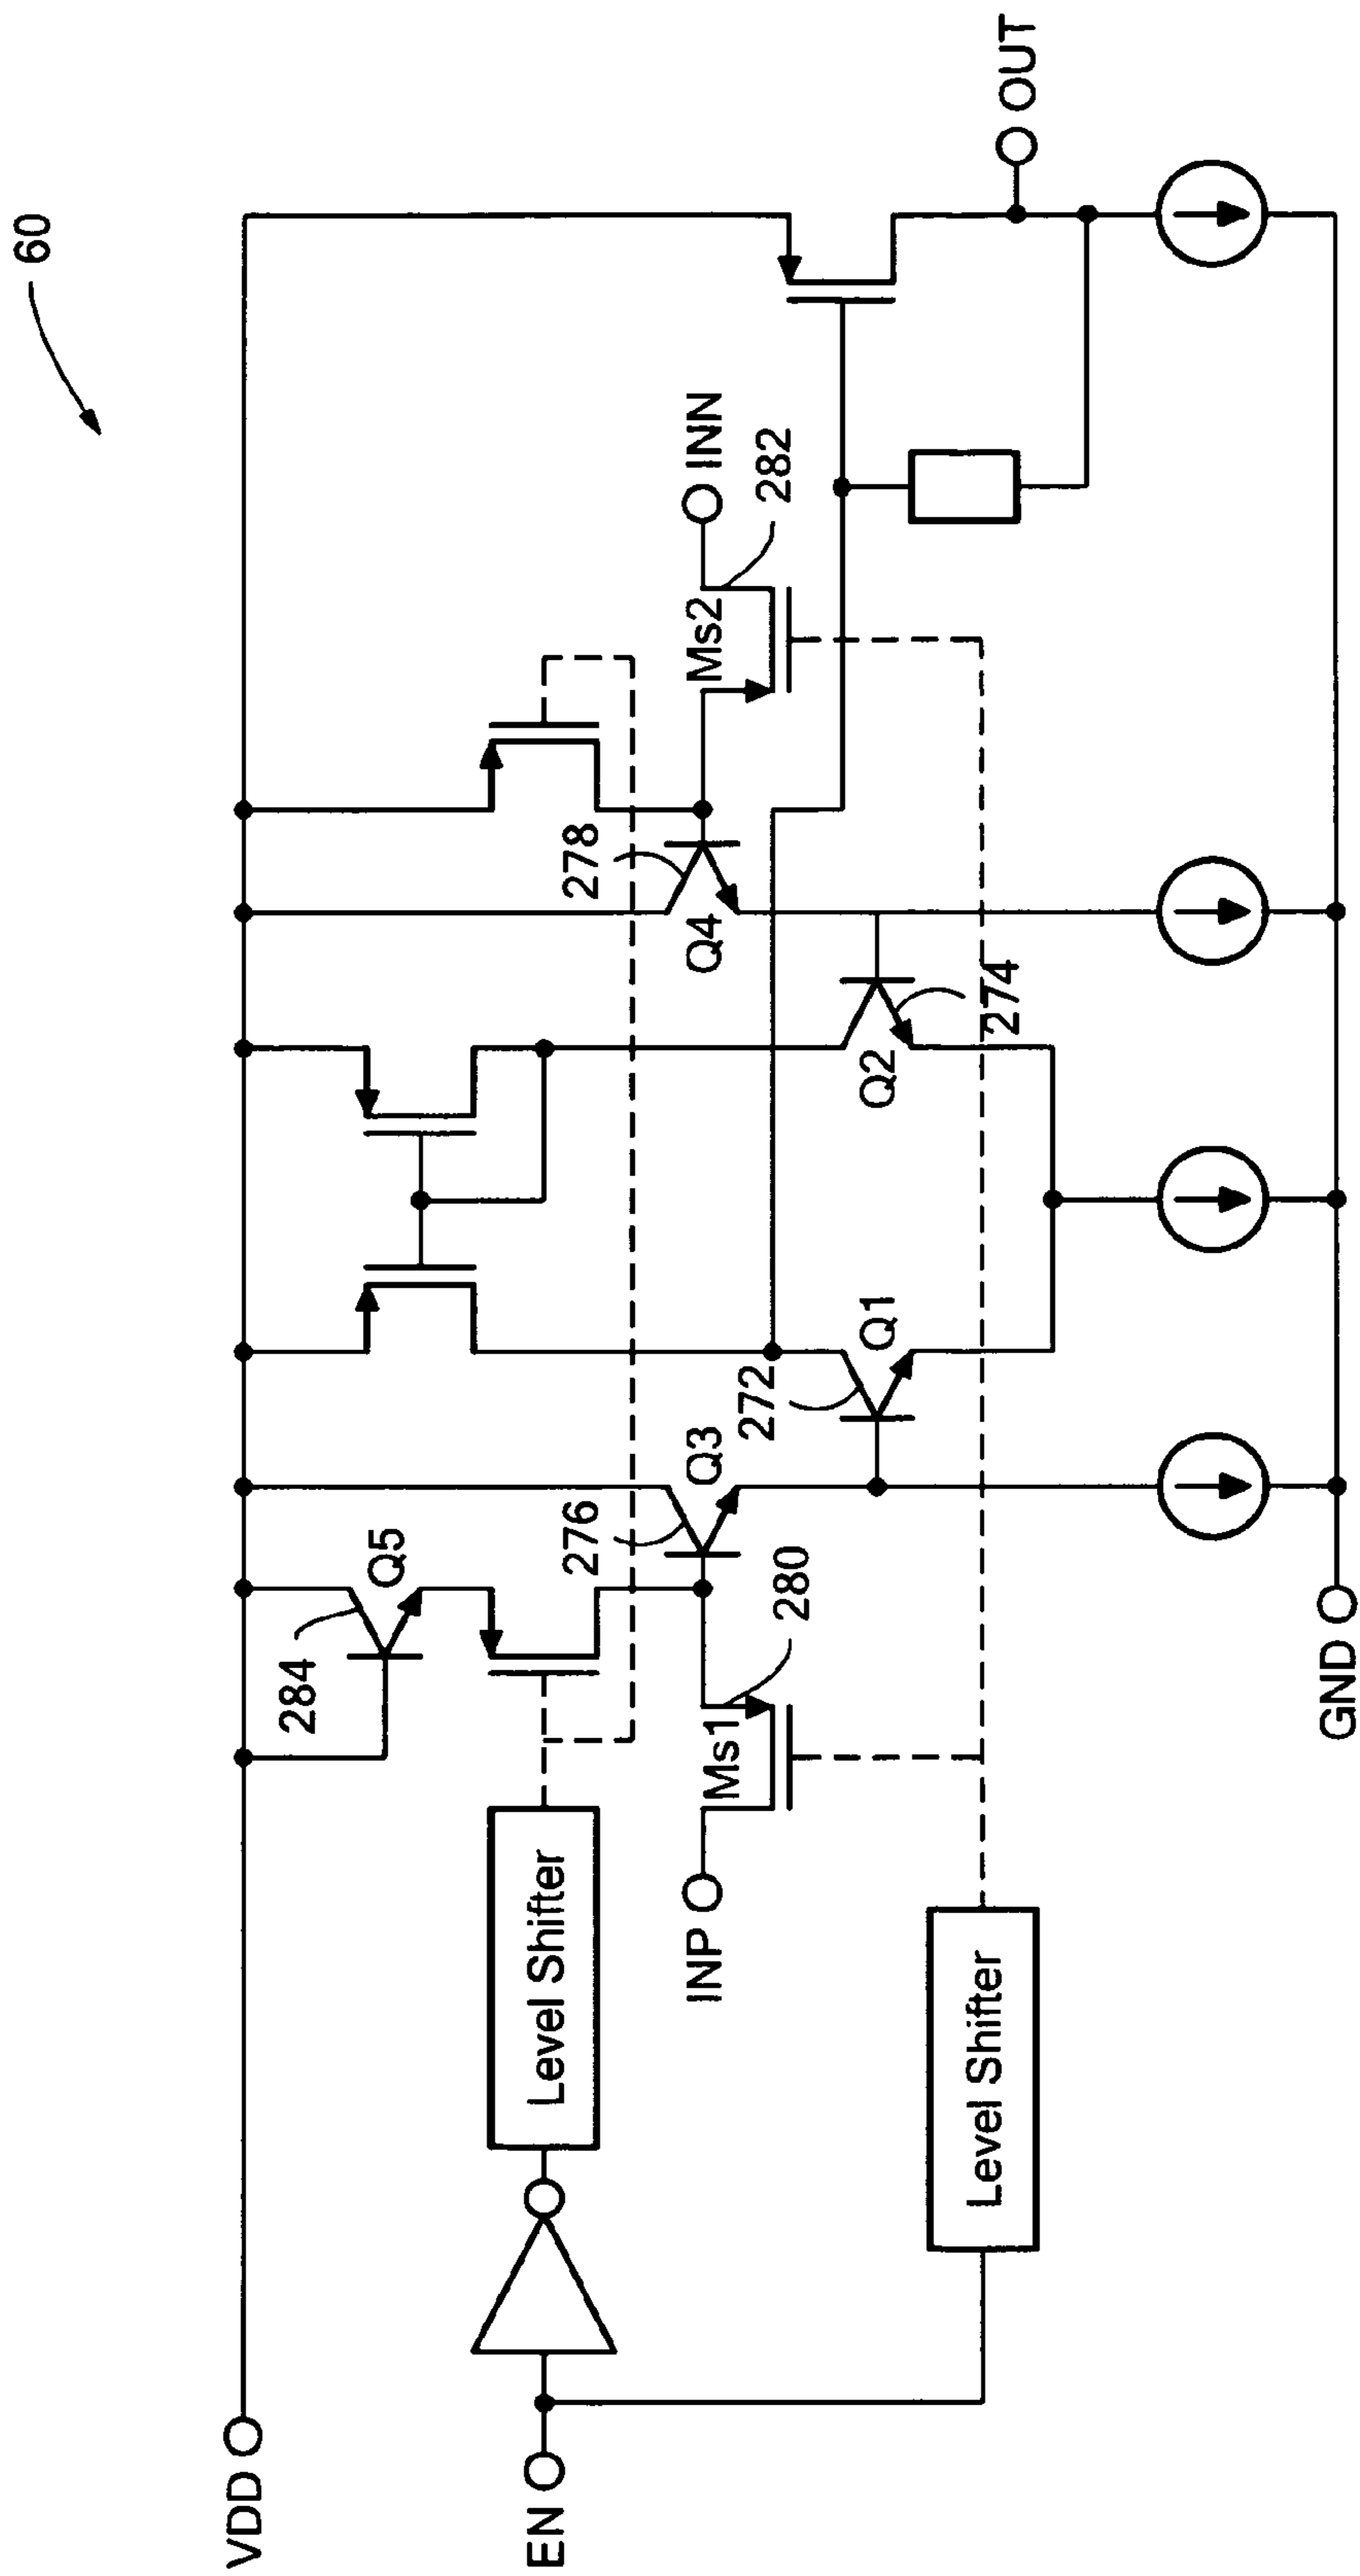 60
VDD
EN
Level Shifter
Level Shifter
284
Q5
276
Q3
INP
Ms1
280
272
Q1
Q2
274
278
Q4
Ms2
INN
282
OUT
GND